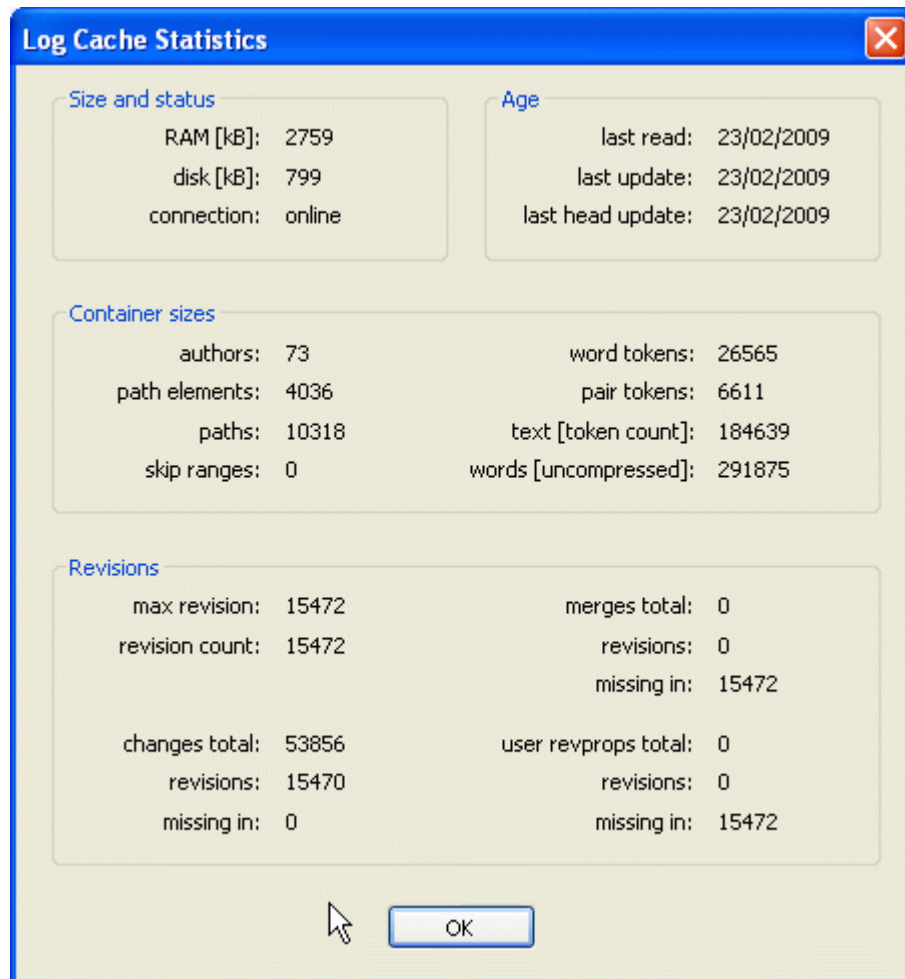 Log Cache Statistics
Size and status
RAM [kB]: 2759
disk [kB]: 799
connection: online
Age
last read: 23/02/2009
last update: 23/02/2009
last head update: 23/02/2009
Container sizes
authors: 73
path elements: 4036
paths: 10318
skip ranges: 0
word tokens: 26565
pair tokens: 6611
text [token count]: 184639
words [uncompressed]: 291875
Revisions
max revision: 15472
revision count: 15472
merges total: 0
revisions: 0
missing in: 15472
changes total: 53856
revisions: 15470
missing in: 0
user revprops total: 0
revisions: 0
missing in: 15472
OK